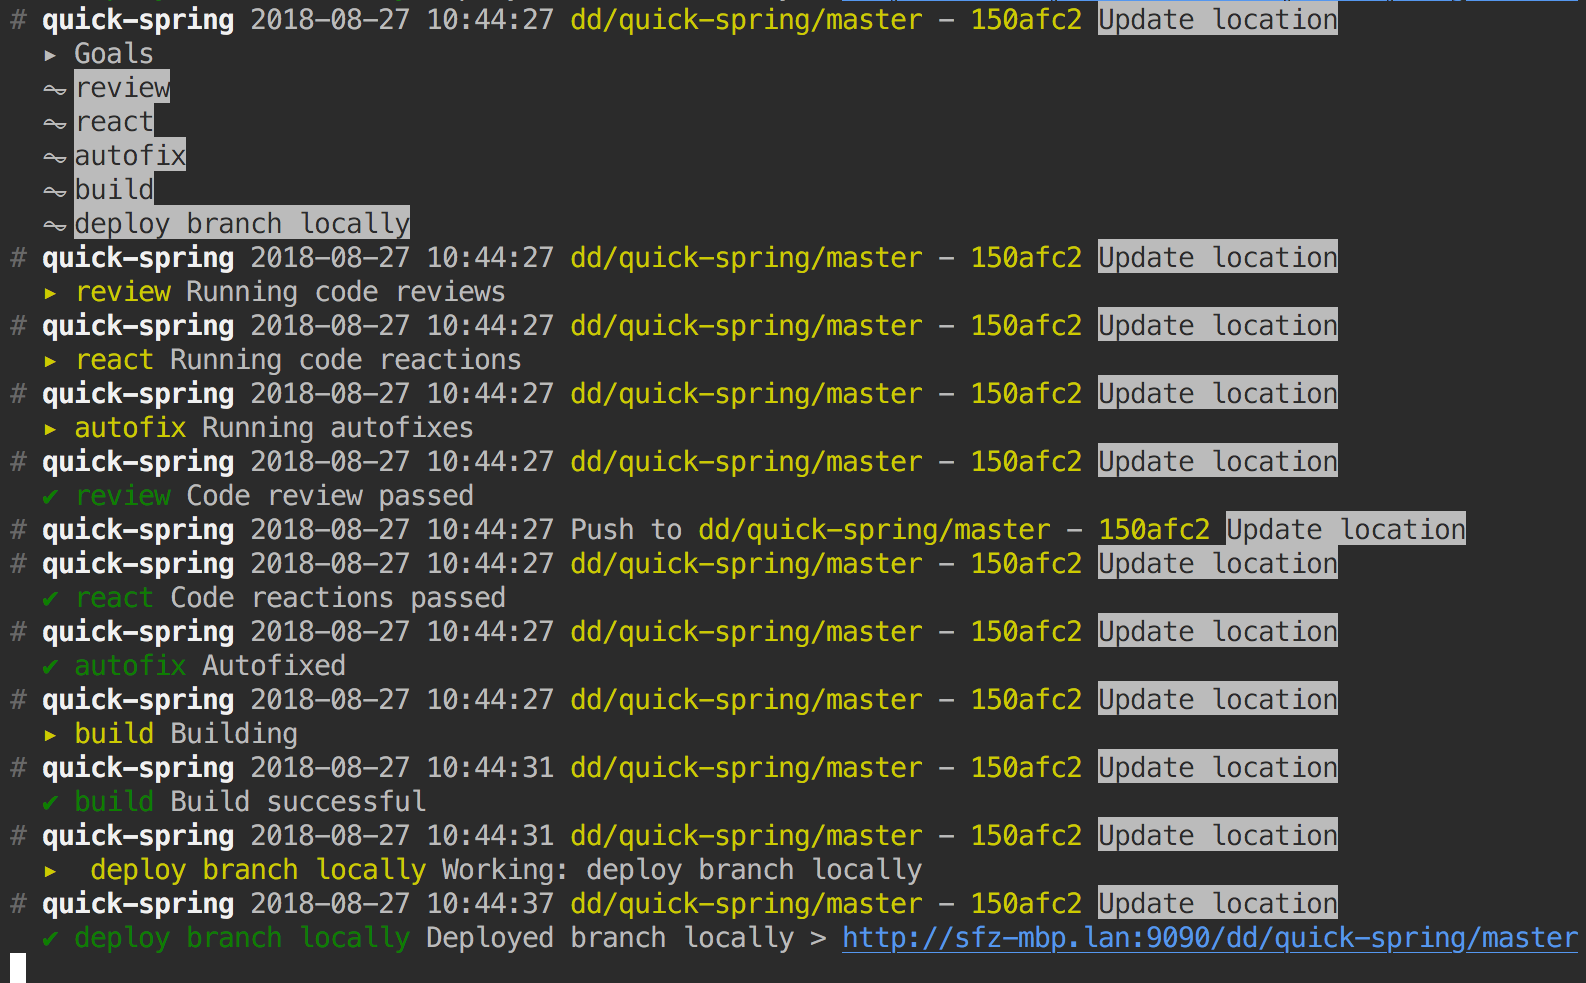 # quick-spring 2018-08-27 10:44:27 dd/quick-spring/master – 150afc2 Update location
▸ Goals
⏦ review
⏦ react
⏦ autofix
⏦ build
⏦ deploy branch locally
# quick-spring 2018-08-27 10:44:27 dd/quick-spring/master – 150afc2 Update location
▸ review Running code reviews
# quick-spring 2018-08-27 10:44:27 dd/quick-spring/master – 150afc2 Update location
▸ react Running code reactions
# quick-spring 2018-08-27 10:44:27 dd/quick-spring/master – 150afc2 Update location
▸ autofix Running autofixes
# quick-spring 2018-08-27 10:44:27 dd/quick-spring/master – 150afc2 Update location
✔ review Code review passed
# quick-spring 2018-08-27 10:44:27 Push to dd/quick-spring/master – 150afc2 Update location
# quick-spring 2018-08-27 10:44:27 dd/quick-spring/master – 150afc2 Update location
✔ react Code reactions passed
# quick-spring 2018-08-27 10:44:27 dd/quick-spring/master – 150afc2 Update location
✔ autofix Autofixed
# quick-spring 2018-08-27 10:44:27 dd/quick-spring/master – 150afc2 Update location
▸ build Building
# quick-spring 2018-08-27 10:44:31 dd/quick-spring/master – 150afc2 Update location
✔ build Build successful
# quick-spring 2018-08-27 10:44:31 dd/quick-spring/master – 150afc2 Update location
▸ deploy branch locally Working: deploy branch locally
# quick-spring 2018-08-27 10:44:37 dd/quick-spring/master – 150afc2 Update location
✔ deploy branch locally Deployed branch locally > http://sfz-mbp.lan:9090/dd/quick-spring/master